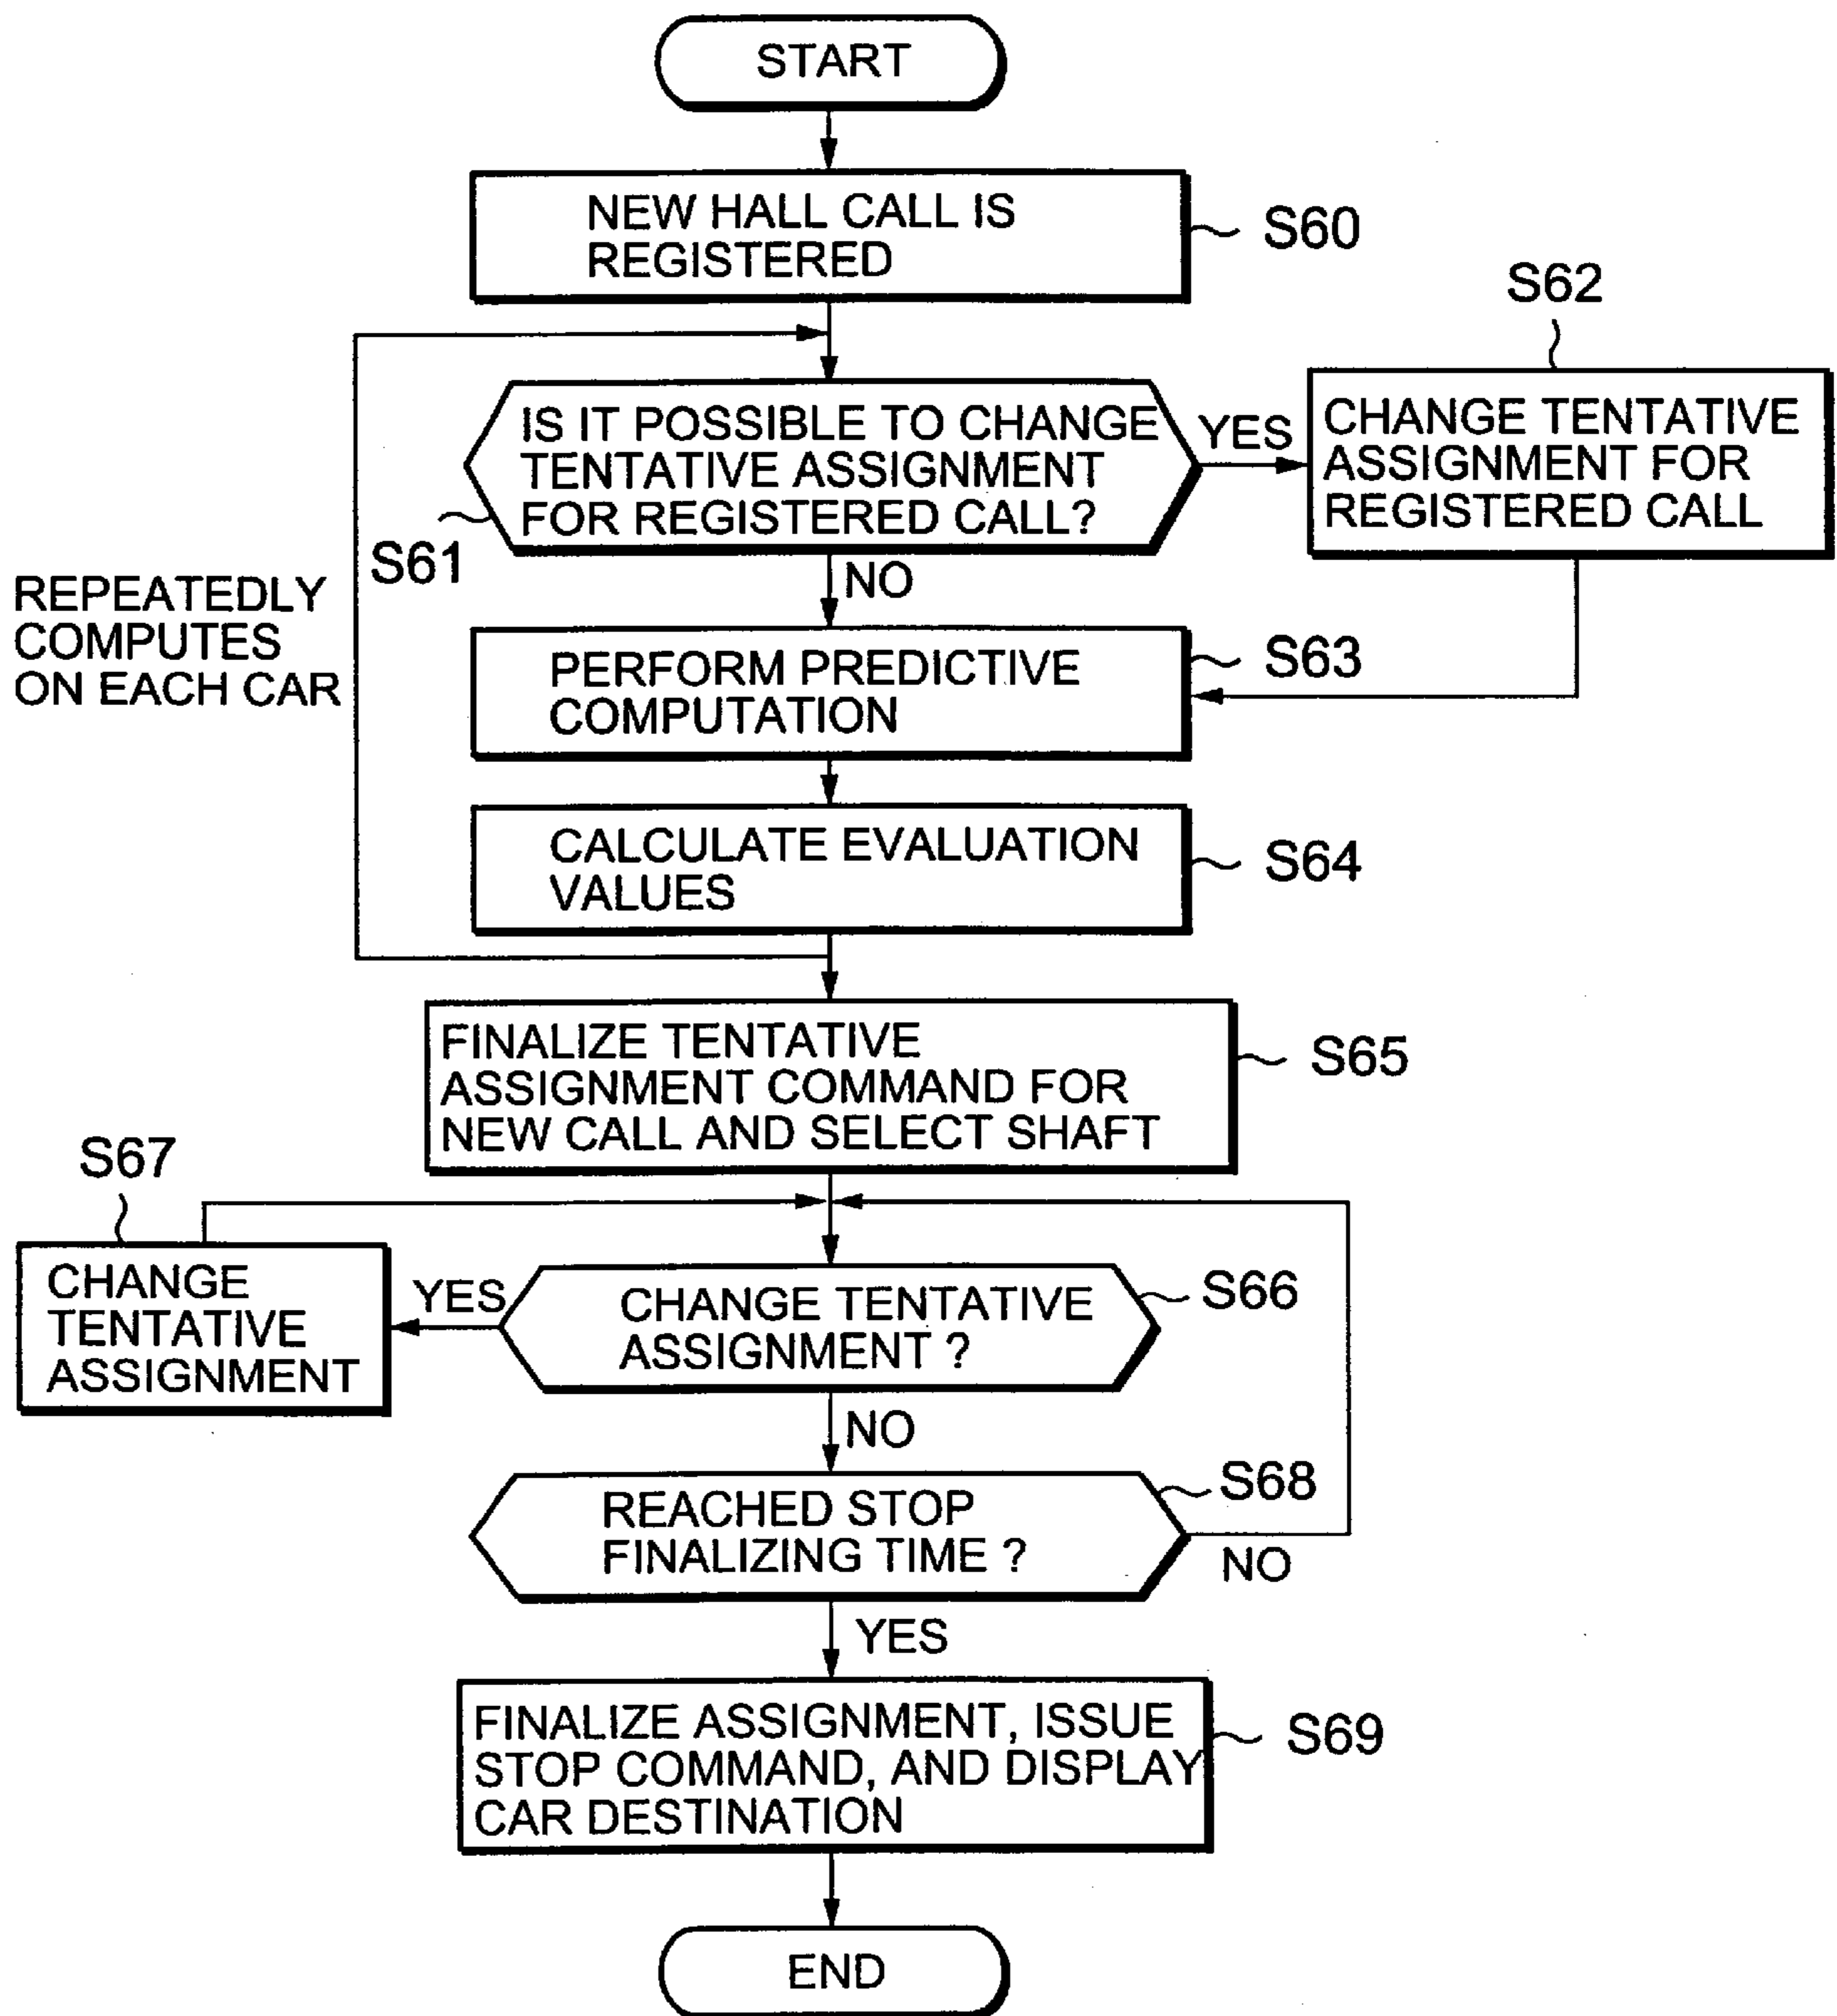 START
NEW HALL CALL IS
REGISTERED
S60
S62
IS IT POSSIBLE TO CHANGE
TENTATIVE ASSIGNMENT
FOR REGISTERED CALL?
S61
YES
CHANGE TENTATIVE
ASSIGNMENT FOR
REGISTERED CALL
NO
REPEATEDLY
COMPUTES
ON EACH CAR
PERFORM PREDICTIVE
COMPUTATION
S63
CALCULATE EVALUATION
VALUES
S64
FINALIZE TENTATIVE
ASSIGNMENT COMMAND FOR
NEW CALL AND SELECT SHAFT
S65
S67
CHANGE
TENTATIVE
ASSIGNMENT
YES
CHANGE TENTATIVE
ASSIGNMENT ?
S66
NO
REACHED STOP
FINALIZING TIME ?
S68
NO
YES
FINALIZE ASSIGNMENT, ISSUE
STOP COMMAND, AND DISPLAY
CAR DESTINATION
S69
END